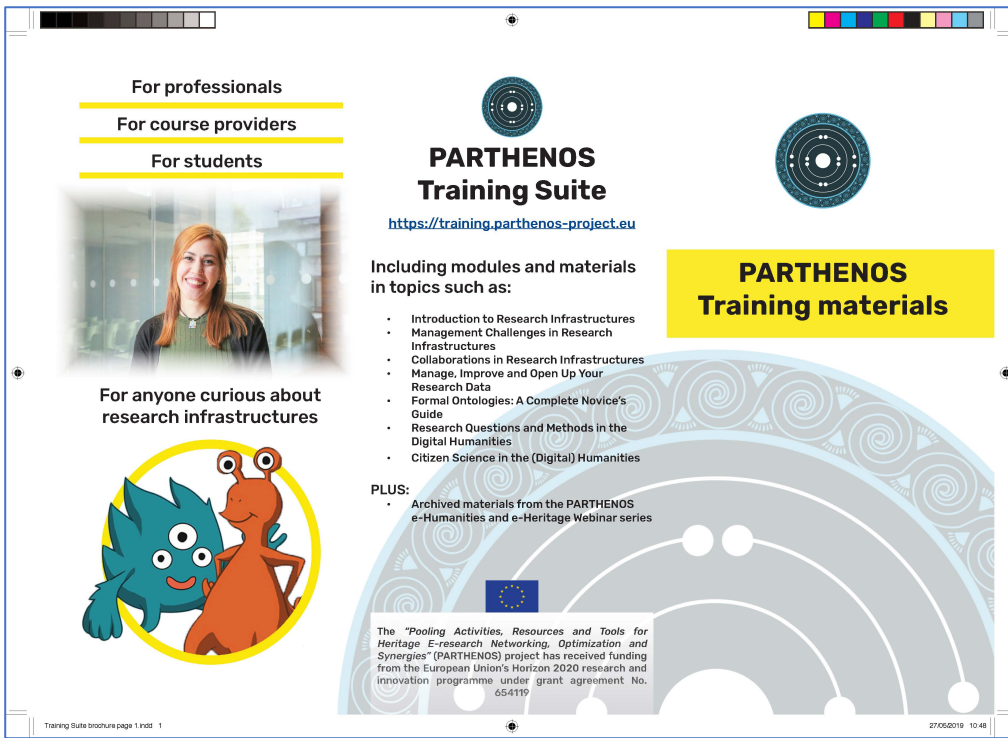 For professionals
For course providers
For students
For anyone curious about
research infrastructures
PARTHENOS
Training Suite
https://training.parthenos-project.eu
Including modules and materials
in topics such as:
• Introduction to Research Infrastructures
• Management Challenges in Research
Infrastructures
• Collaborations in Research Infrastructures
• Manage, Improve and Open Up Your
Research Data
• Formal Ontologies: A Complete Novice's
Guide
• Research Questions and Methods in the
Digital Humanities
• Citizen Science in the (Digital) Humanities
PLUS:
• Archived materials from the PARTHENOS
e-Humanities and e-Heritage Webinar series
The "Pooling Activities, Resources and Tools for
Heritage E-research Networking, Optimization and
Synergies" (PARTHENOS) project has received funding
from the European Union's Horizon 2020 research and
innovation programme under grant agreement No.
654119
PARTHENOS
Training materials
Training Suite brochure page 1.indd 1
27/05/2019 10:48